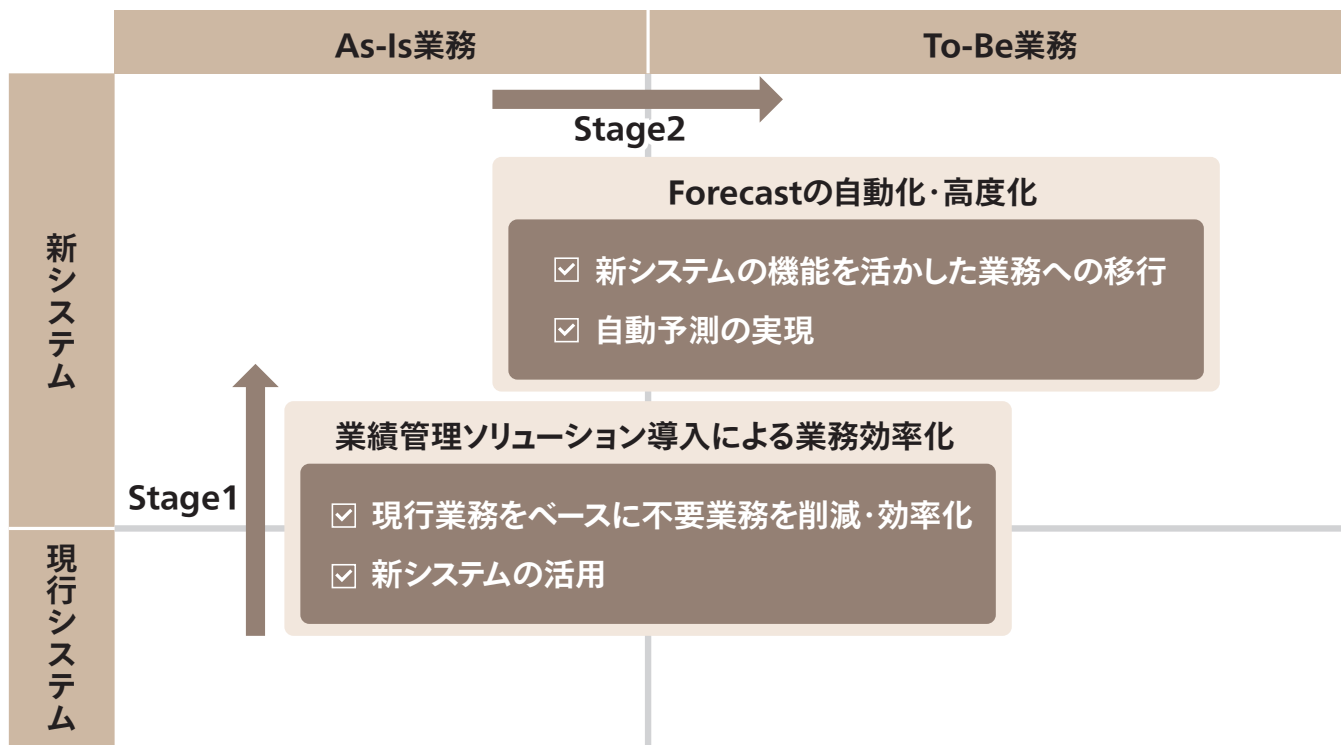 As-Is業務
To-Be業務
新システム
Stage2
Forecastの自動化・高度化
新システムの機能を活かした業務への移行
自動予測の実現
Stage1
業績管理ソリューション導入による業務効率化
現行業務をベースに不要業務を削減・効率化
新システムの活用
現行システム